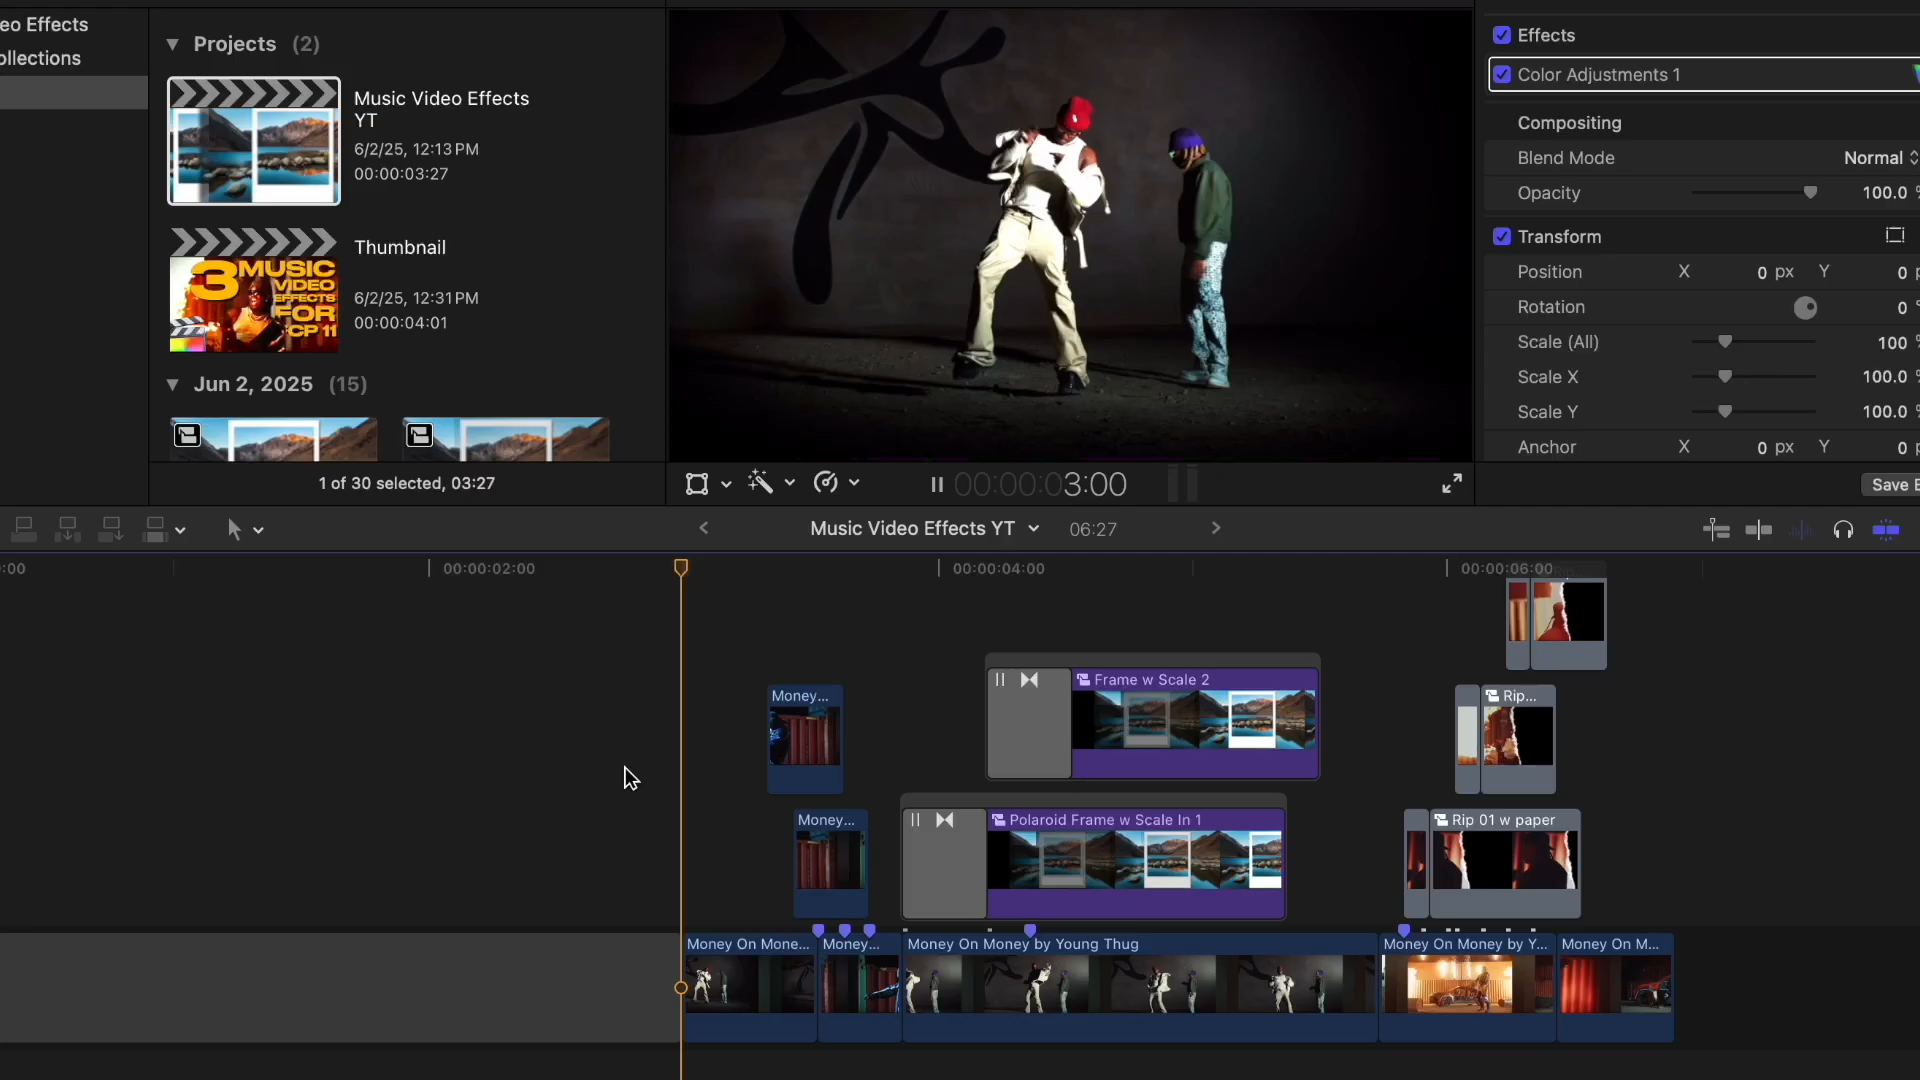 eo Effects
ollections
Projects (2)
Music Video Effects
YT
6/2/25, 12:13 PM
00:00:03:27
3 MUSIC
VIDEO
EFFECTS
FOR
CP 11
Thumbnail
6/2/25, 12:31 PM
00:00:04:01
Jun 2, 2025 (15)
1 of 30 selected, 03:27
00:00:03:00
Effects
Color Adjustments 1
Compositing
Blend Mode Normal
Opacity 100.0 %
Transform
Position X 0 px Y 0 p
Rotation 0 °
Scale (All) 100 %
Scale X 100.0 %
Scale Y 100.0 %
Anchor X 0 px Y 0 p
Save E
Music Video Effects YT 06:27
:00
00:00:02:00
00:00:04:00
00:00:06:00
Frame w Scale 2
Money...
Rip...
Money...
Polaroid Frame w Scale In 1
Rip 01 w paper
Money On Mone...
Money...
Money On Money by Young Thug
Money On Money by Y...
Money On M...